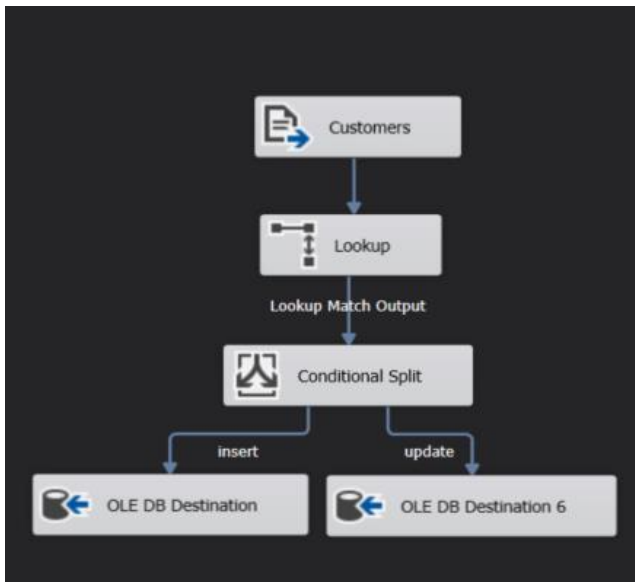 Customers
Lookup
Lookup Match Output
Conditional Split
insert
update
OLE DB Destination
OLE DB Destination 6